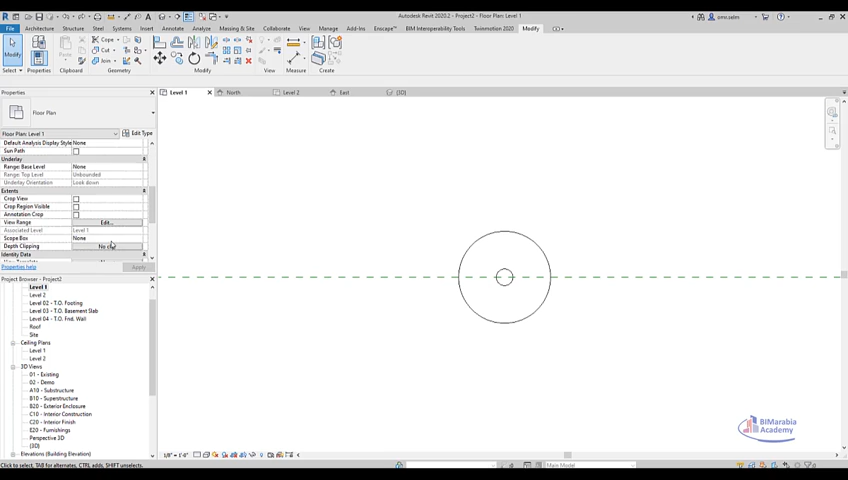 Autodesk Revit 2020.2 - Project2 - Floor Plan: Level 1
File
Architecture
Structure
Steel
Systems
Insert
Annotate
Analyze
Massing & Site
Collaborate
View
Manage
Add-Ins
Enscape™
BIM Interoperability Tools
Twinmotion 2020
Modify
Modify
Properties
Paste
Cope
Cut
Join
Select
Properties
Clipboard
Geometry
Modify
View
Measure
Create
Properties
Level 1
North
Level 2
East
{3D}
Floor Plan
Floor Plan: Level 1
Edit Type
Default Analysis Display Style None
Sun Path
Underlay
Range: Base Level None
Range: Top Level Unbounded
Underlay Orientation Look down
Extents
Crop View
Crop Region Visible
Annotation Crop
View Range Edit...
Associated Level Level 1
Scope Box None
Depth Clipping
Identity Data
Properties help
Apply
Project Browser - Project2
Level 1
Level 2
Level 02 - T.O. Footing
Level 03 - T.O. Basement Slab
Level 04 - T.O. Fnd. Wall
Roof
Site
Ceiling Plans
Level 1
Level 2
3D Views
01 - Existing
02 - Demo
A10 - Substructure
B10 - Superstructure
B20 - Exterior Enclosure
C10 - Interior Construction
C20 - Interior Finish
E20 - Furnishings
Perspective 3D
{3D}
Elevations (Building Elevation)
BIMarabia
Academy
1/8" = 1'-0"
Click to select, TAB for alternates, CTRL adds, SHIFT unselects.
:0
Main Model